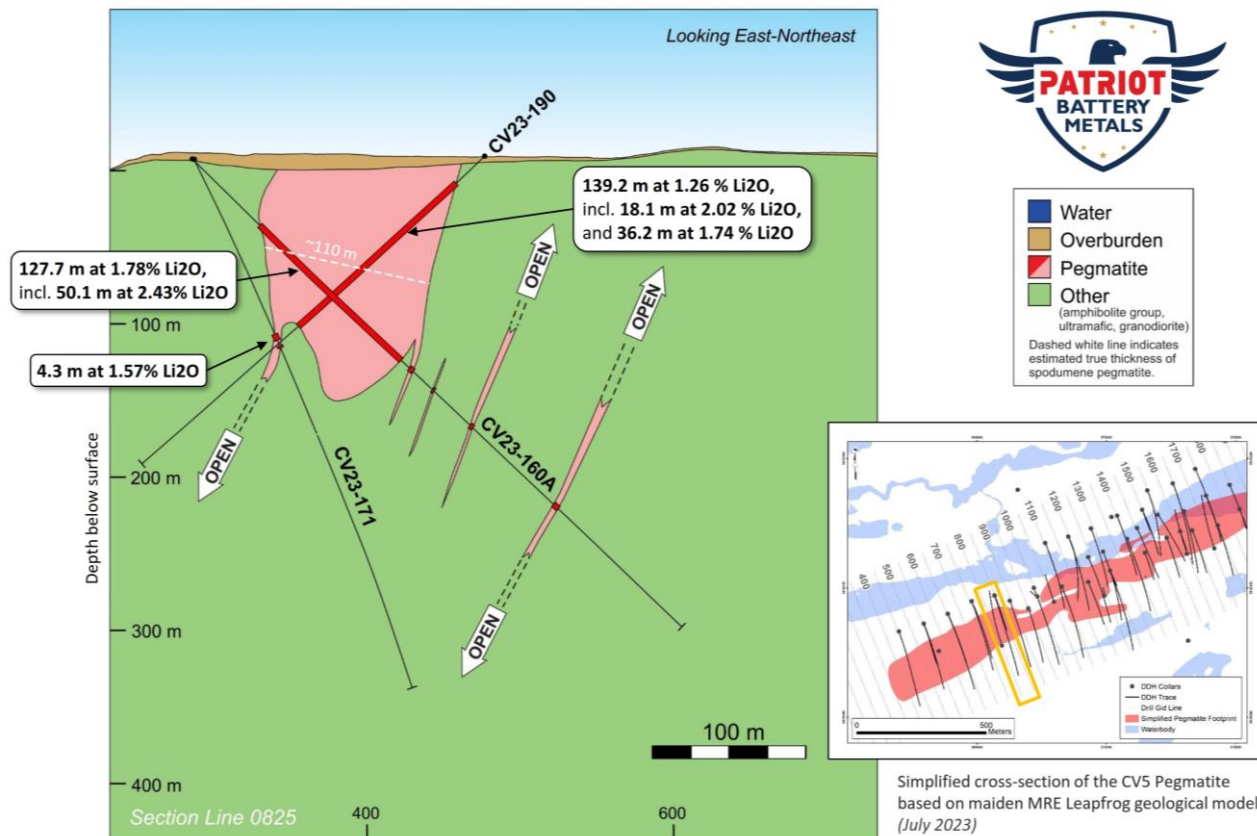 Looking East-Northeast
PATRIOT
BATTERY
METALS
CV23-190
139.2 m at 1.26 % Li2O,
incl. 18.1 m at 2.02 % Li2O,
and 36.2 m at 1.74 % Li2O
127.7 m at 1.78% Li2O,
incl. 50.1 m at 2.43% Li2O
~110 m
4.3 m at 1.57% Li2O
OPEN
OPEN
OPEN
OPEN
CV23-171
CV23-160A
Depth below surface
100 m
200 m
300 m
400 m
100 m
Section Line 0825
400
600
Water
Overburden
Pegmatite
Other
(amphibolite group,
ultramafic, granodiorite)
Dashed white line indicates
estimated true thickness of
spodumene pegmatite.
400
500
600
700
800
900
1000
1100
1200
1300
1400
1500
1600
1700
0
500
Meters
DDH Collars
DDH Trace
Drill Gid Line
Simplified Pegmatite Footprint
Waterbody
Simplified cross-section of the CV5 Pegmatite
based on maiden MRE Leapfrog geological model
(July 2023)